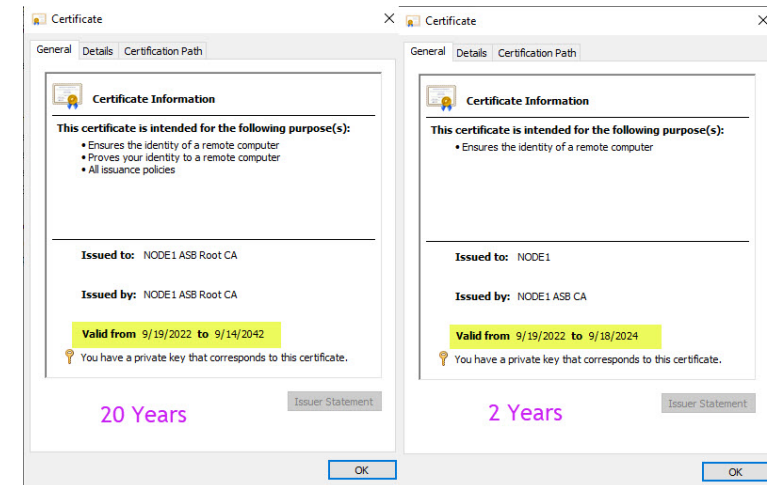 Certificate
General Details Certification Path
Certificate Information
This certificate is intended for the following purpose(s):
• Ensures the identity of a remote computer
• Proves your identity to a remote computer
• All issuance policies
Issued to: NODE1 ASB Root CA
Issued by: NODE1 ASB Root CA
Valid from 9/19/2022 to 9/14/2042
You have a private key that corresponds to this certificate.
Issuer Statement
20 Years
OK
Certificate
General Details Certification Path
Certificate Information
This certificate is intended for the following purpose(s):
• Ensures the identity of a remote computer
Issued to: NODE1
Issued by: NODE1 ASB CA
Valid from 9/19/2022 to 9/18/2024
You have a private key that corresponds to this certificate.
Issuer Statement
2 Years
OK